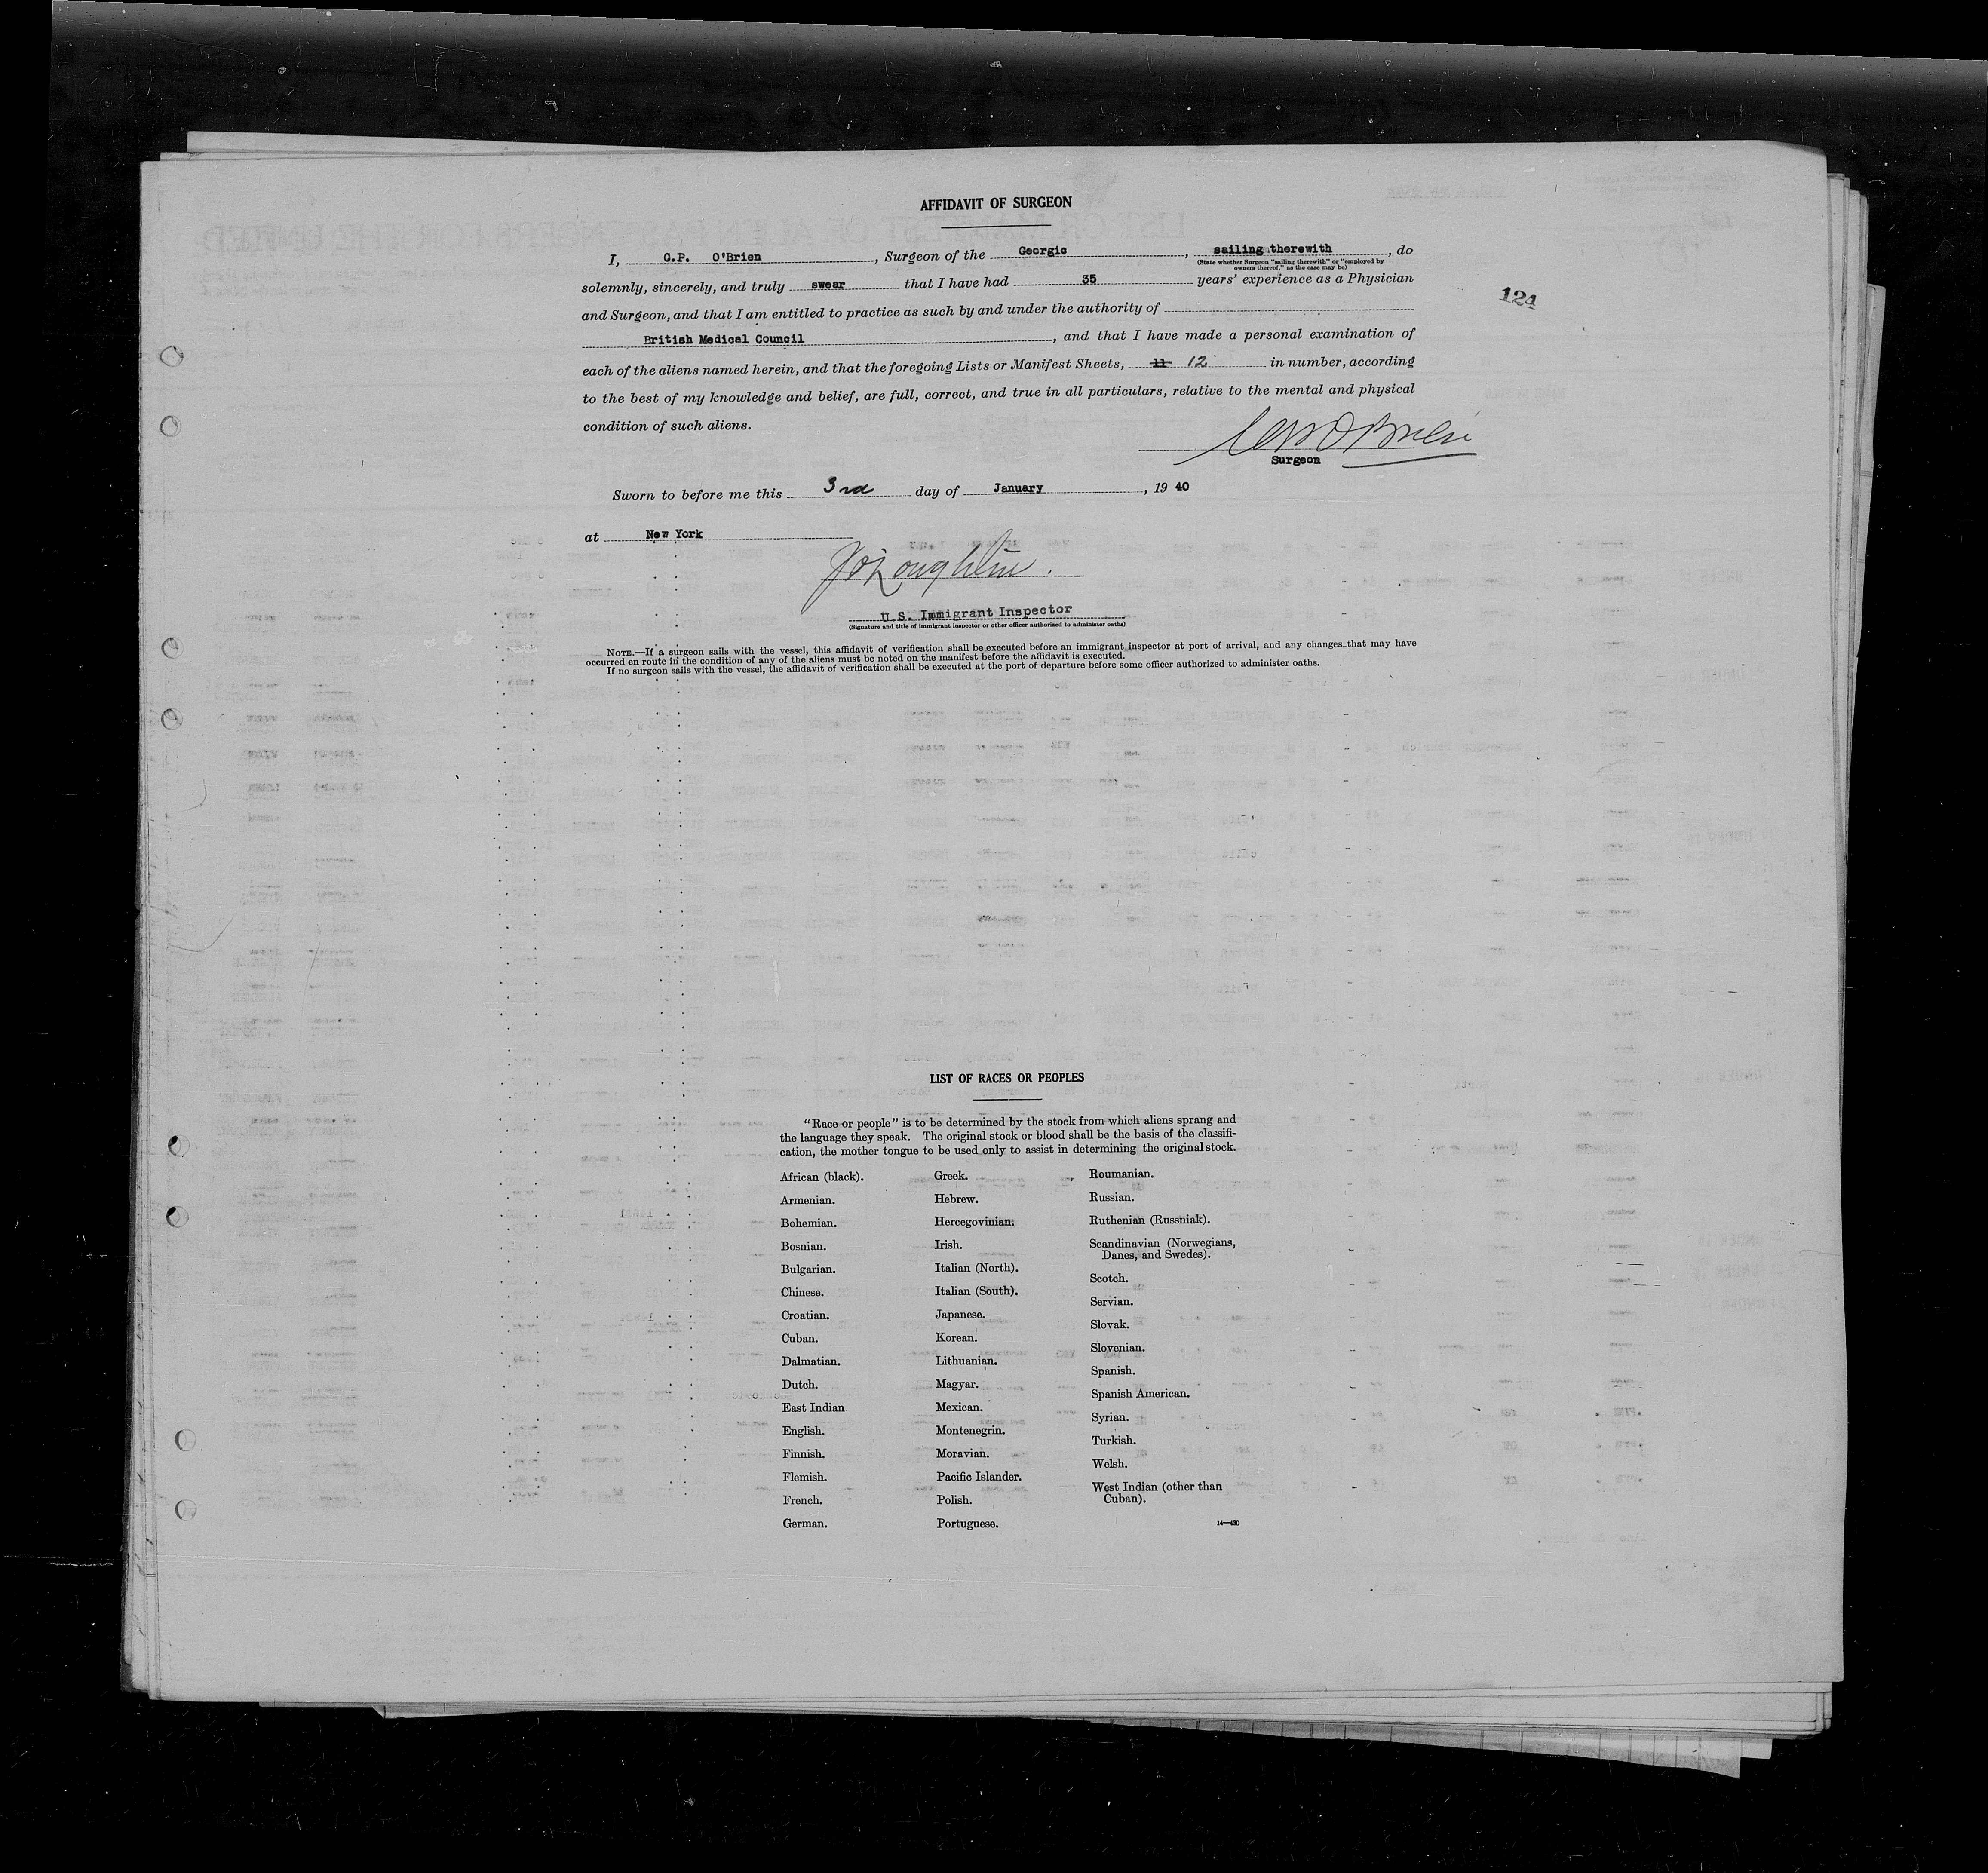 AFFIDAVIT OF SURGEON
I, G.P. O'Brien, Surgeon of the Georgic, sailing therewith, do
(State whether Surgeon "sailing therewith" or "employed by
owners thereof," as the case may be)
solemnly, sincerely, and truly swear that I have had 35 years' experience as a Physician
124
and Surgeon, and that I am entitled to practice as such by and under the authority of
British Medical Council, and that I have made a personal examination of
each of the aliens named herein, and that the foregoing Lists or Manifest Sheets, 11 12 in number, according
to the best of my knowledge and belief, are full, correct, and true in all particulars, relative to the mental and physical
condition of such aliens.
O'Brien
Surgeon
Sworn to before me this 3rd day of January, 1940
at New York
U.S. Immigrant Inspector
(Signature and title of immigrant inspector or other officer authorized to administer oaths)
NOTE.—If a surgeon sails with the vessel, this affidavit of verification shall be executed before an immigrant inspector at port of arrival, and any changes that may have
occurred en route in the condition of any of the aliens must be noted on the manifest before the affidavit is executed.
If no surgeon sails with the vessel, the affidavit of verification shall be executed at the port of departure before some officer authorized to administer oaths.
LIST OF RACES OR PEOPLES
"Race or people" is to be determined by the stock from which aliens sprang and
the language they speak. The original stock or blood shall be the basis of the classifi-
cation, the mother tongue to be used only to assist in determining the original stock.
African (black).
Armenian.
Bohemian.
Bosnian.
Bulgarian.
Chinese.
Croatian.
Cuban.
Dalmatian.
Dutch.
East Indian.
English.
Finnish.
Flemish.
French.
German.
Greek.
Hebrew.
Hercegovinian.
Irish.
Italian (North).
Italian (South).
Japanese.
Korean.
Lithuanian.
Magyar.
Mexican.
Montenegrin.
Moravian.
Pacific Islander.
Polish.
Portuguese.
Roumanian.
Russian.
Ruthenian (Russniak).
Scandinavian (Norwegians,
Danes, and Swedes).
Scotch.
Servian.
Slovak.
Slovenian.
Spanish.
Spanish American.
Syrian.
Turkish.
Welsh.
West Indian (other than
Cuban).
14—430